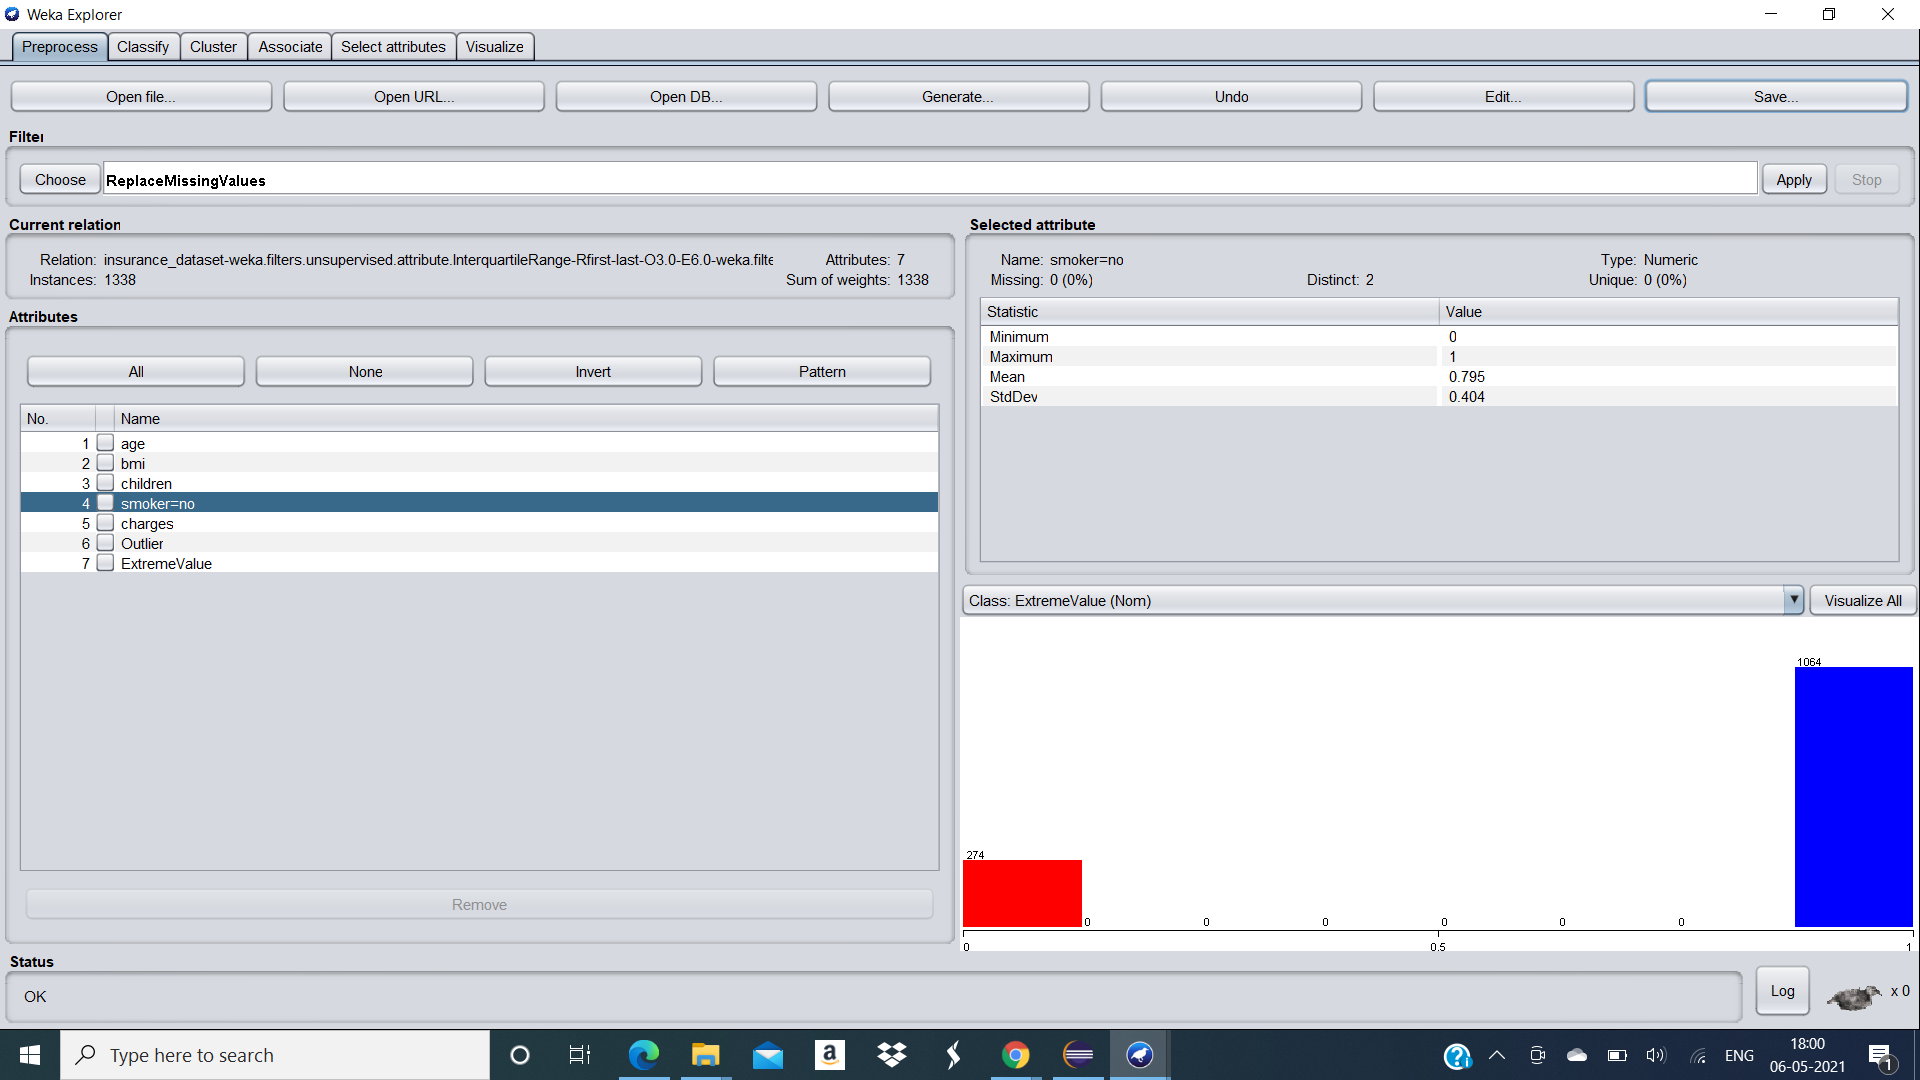 Weka Explorer
Preprocess Classify Cluster Associate Select attributes Visualize
Open file... Open URL... Open DB... Generate... Undo Edit... Save...
Filter
Choose ReplaceMissingValues Apply Stop
Current relation
Relation: insurance_dataset-weka.filters.unsupervised.attribute.InterquartileRange-Rfirst-last-O3.0-E6.0-weka.filte Attributes: 7
Instances: 1338 Sum of weights: 1338
Attributes
All None Invert Pattern
No. Name
1 age
2 bmi
3 children
4 smoker=no
5 charges
6 Outlier
7 ExtremeValue
Remove
Selected attribute
Name: smoker=no Type: Numeric
Missing: 0 (0%) Distinct: 2 Unique: 0 (0%)
Statistic Value
Minimum 0
Maximum 1
Mean 0.795
StdDev 0.404
Class: ExtremeValue (Nom) Visualize All
1064
274
0 0 0 0 0 0
0 0.5 1
Status
OK
Log x 0
Type here to search
a
ENG
18:00
06-05-2021
1